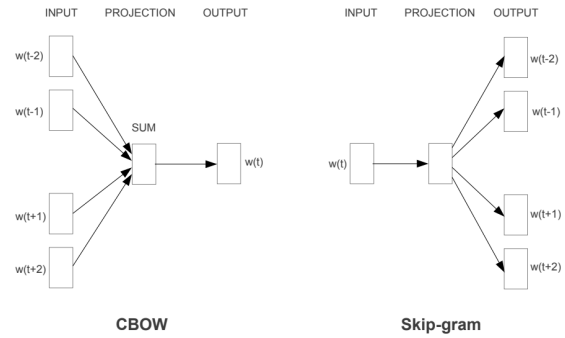 INPUT PROJECTION OUTPUT
w(t-2)
w(t-1)
SUM
w(t)
w(t+1)
w(t+2)
CBOW
INPUT PROJECTION OUTPUT
w(t-2)
w(t-1)
w(t)
w(t+1)
w(t+2)
Skip-gram